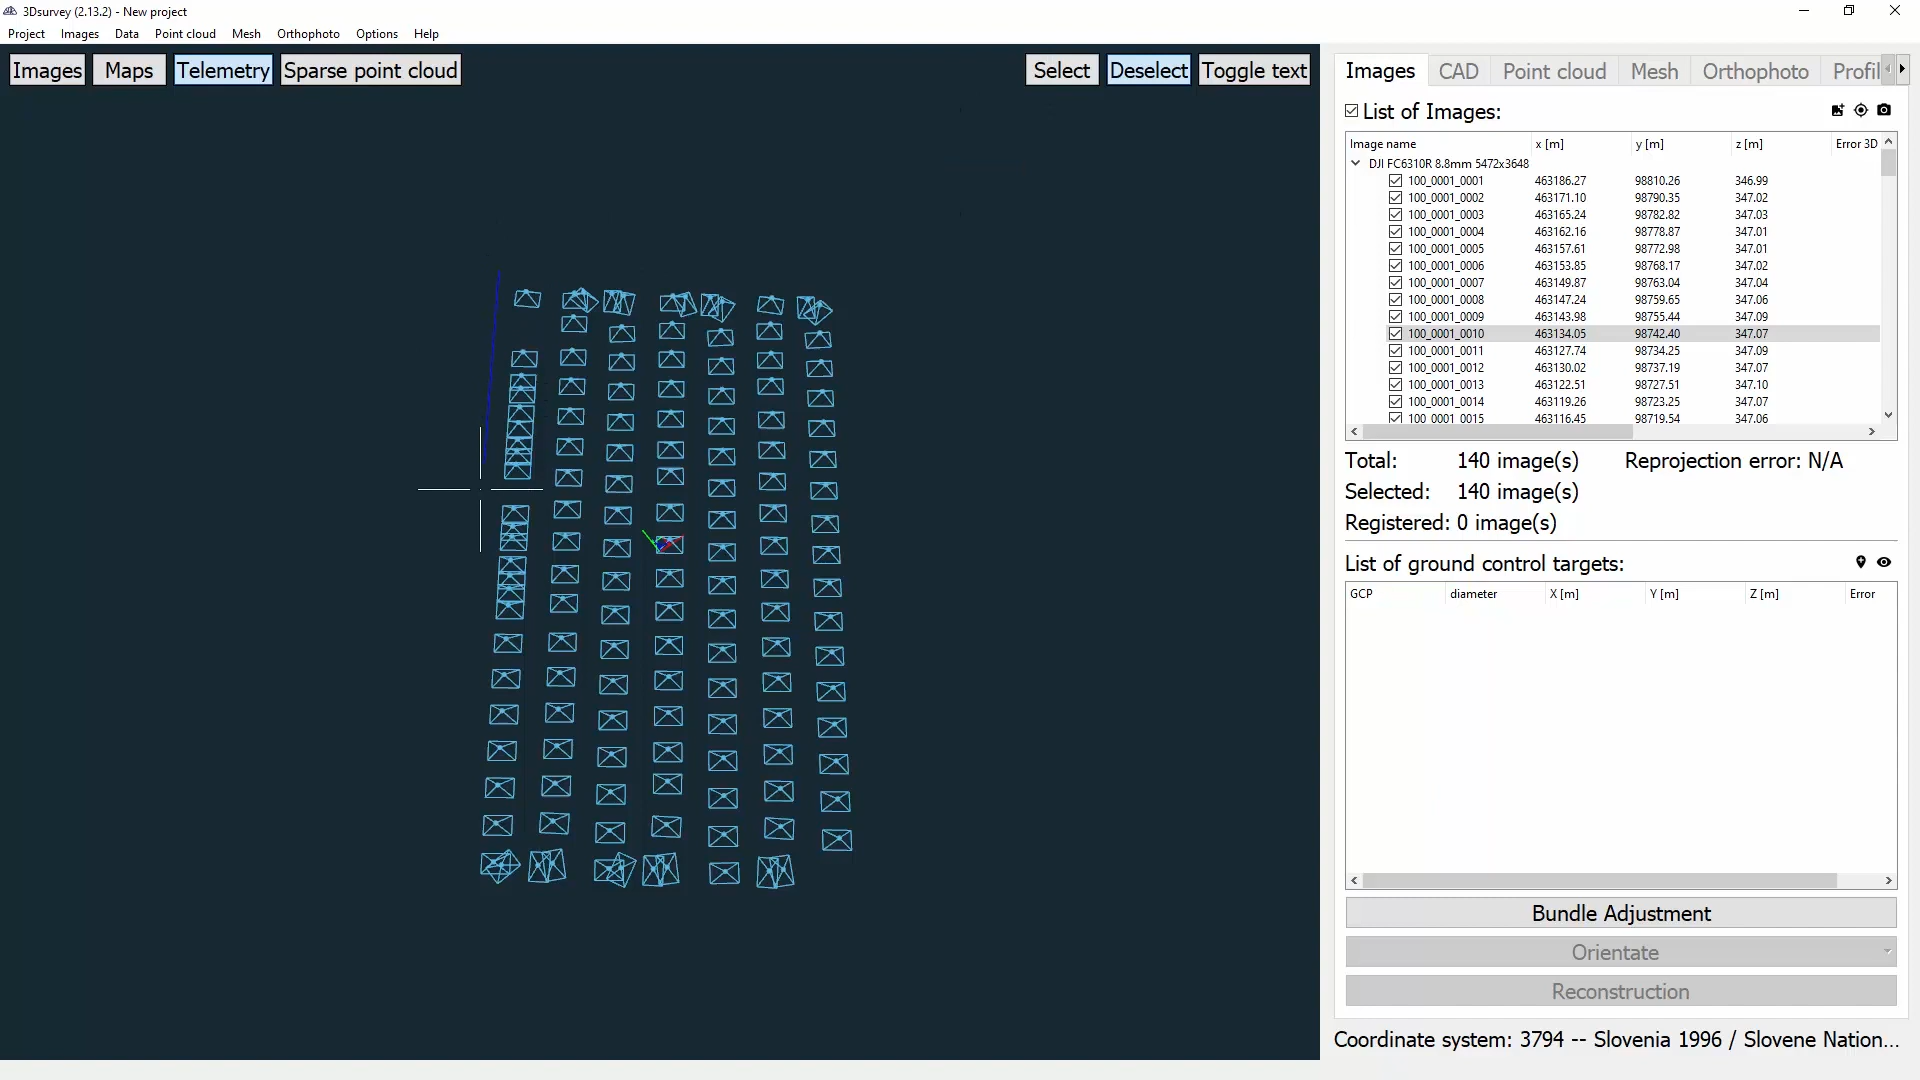 3Dsurvey (2.13.2) - New project
Project Images Data Point cloud Mesh Orthophoto Options Help
Images Maps Telemetry Sparse point cloud Select Deselect Toggle text
Images CAD Point cloud Mesh Orthophoto Profil
List of Images:
Image name x [m] y [m] z [m] Error 3D
DJI FC6310R 8.8mm 5472x3648
100_0001_0001 463186.27 98810.26 346.99
100_0001_0002 463171.10 98790.35 347.02
100_0001_0003 463165.24 98782.82 347.03
100_0001_0004 463162.16 98778.87 347.01
100_0001_0005 463157.61 98772.98 347.01
100_0001_0006 463153.85 98768.17 347.02
100_0001_0007 463149.87 98763.04 347.04
100_0001_0008 463147.24 98759.65 347.06
100_0001_0009 463143.98 98755.44 347.09
100_0001_0010 463134.05 98742.40 347.07
100_0001_0011 463127.74 98734.25 347.09
100_0001_0012 463130.02 98737.19 347.07
100_0001_0013 463122.51 98727.51 347.10
100_0001_0014 463119.26 98723.25 347.07
100_0001_0015 463116.45 98719.54 347.06
Total: 140 image(s) Reprojection error: N/A
Selected: 140 image(s)
Registered: 0 image(s)
List of ground control targets:
GCP diameter X [m] Y [m] Z [m] Error
Bundle Adjustment
Orientate
Reconstruction
Coordinate system: 3794 -- Slovenia 1996 / Slovene Nation...